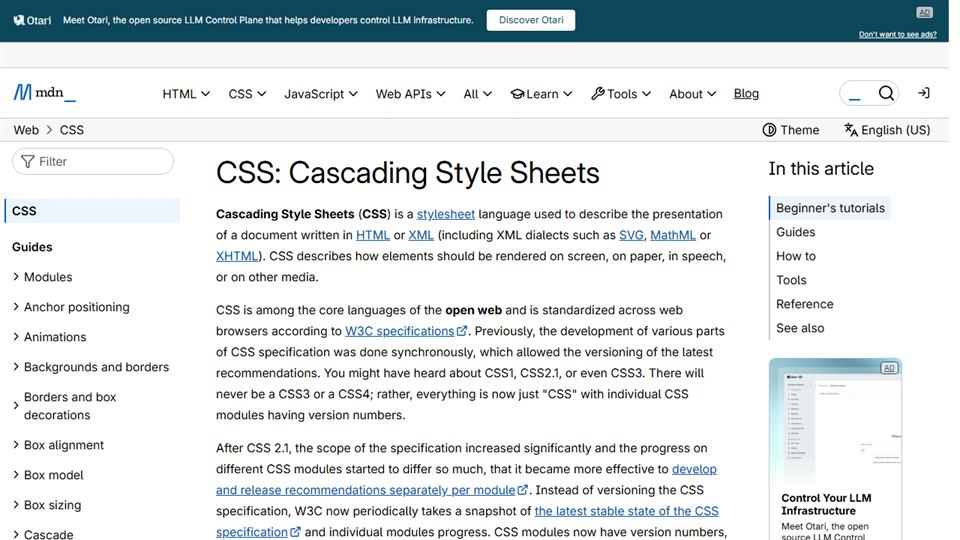 Otari Meet Otari, the open source LLM Control Plane that helps developers control LLM infrastructure. Discover Otari AD
Don't want to see ads?
mdn_ HTML CSS JavaScript Web APIs All Learn Tools About Blog
Web > CSS Theme English (US)
Filter
CSS
Guides
Modules
Anchor positioning
Animations
Backgrounds and borders
Borders and box
decorations
Box alignment
Box model
Box sizing
Cascade
CSS: Cascading Style Sheets
Cascading Style Sheets (CSS) is a stylesheet language used to describe the presentation
of a document written in HTML or XML (including XML dialects such as SVG, MathML or
XHTML). CSS describes how elements should be rendered on screen, on paper, in speech,
or on other media.
CSS is among the core languages of the open web and is standardized across web
browsers according to W3C specifications. Previously, the development of various parts
of CSS specification was done synchronously, which allowed the versioning of the latest
recommendations. You might have heard about CSS1, CSS2.1, or even CSS3. There will
never be a CSS3 or a CSS4; rather, everything is now just "CSS" with individual CSS
modules having version numbers.
After CSS 2.1, the scope of the specification increased significantly and the progress on
different CSS modules started to differ so much, that it became more effective to develop
and release recommendations separately per module. Instead of versioning the CSS
specification, W3C now periodically takes a snapshot of the latest stable state of the CSS
specification and individual modules progress. CSS modules now have version numbers,
In this article
Beginner's tutorials
Guides
How to
Tools
Reference
See also
AD
Control Your LLM
Infrastructure
Meet Otari, the open
source LLM Control